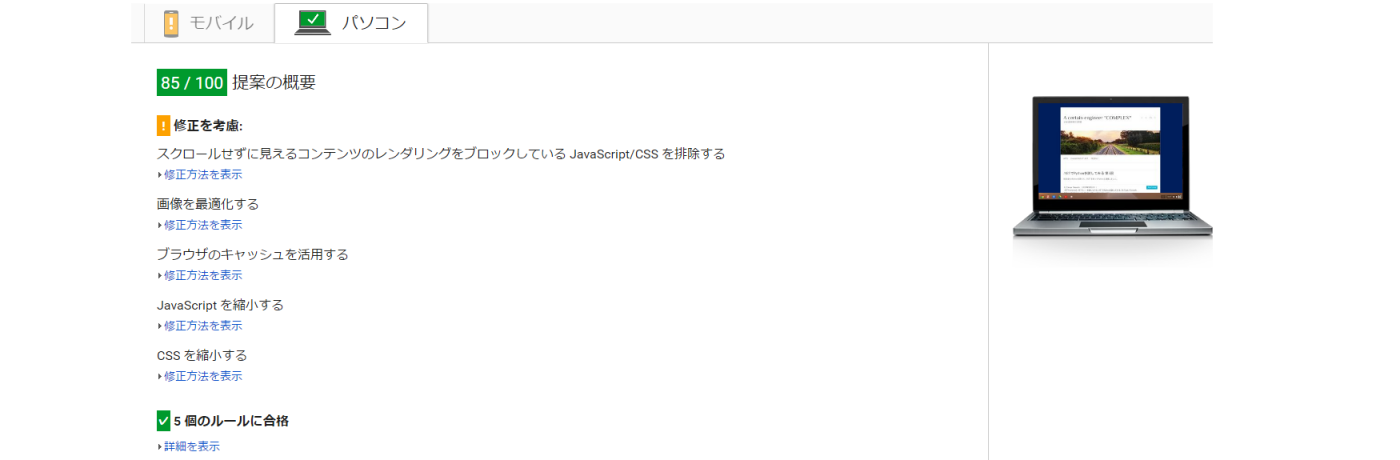 モバイル
パソコン
85 / 100 提案の概要
! 修正を考慮:
スクロールせずに見えるコンテンツのレンダリングをブロックしている JavaScript/CSS を排除する
修正方法を表示
画像を最適化する
修正方法を表示
ブラウザのキャッシュを活用する
修正方法を表示
JavaScript を縮小する
修正方法を表示
CSS を縮小する
修正方法を表示
5 個のルールに合格
詳細を表示
A certain engineer "COMPLEX"